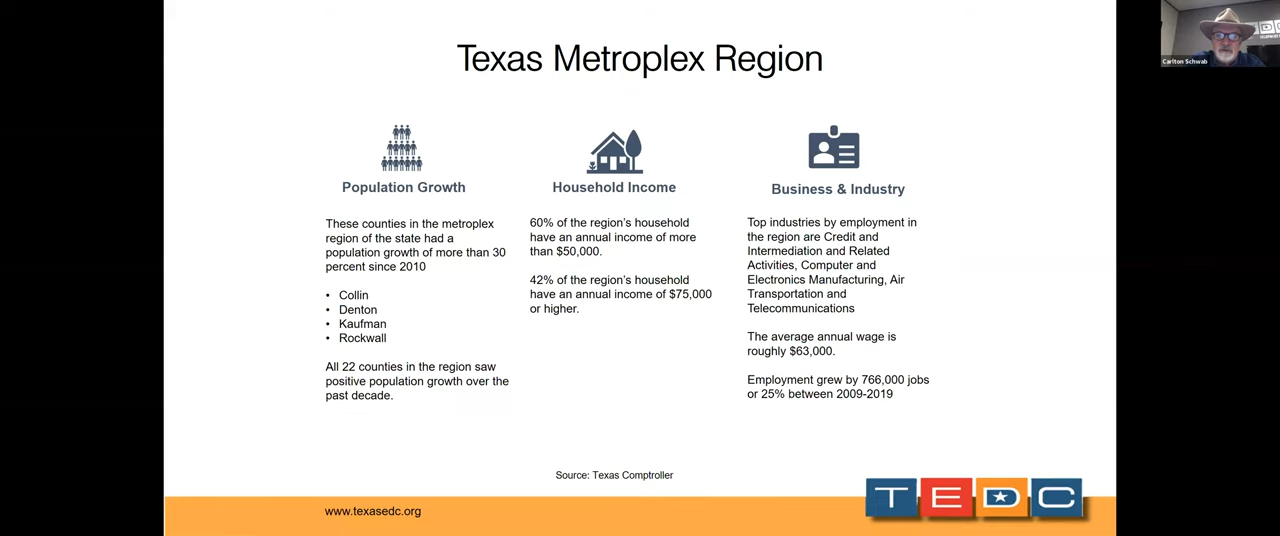 Texas Metroplex Region
Carlton Schwab
Population Growth
These counties in the metroplex
region of the state had a
population growth of more than 30
percent since 2010
• Collin
• Denton
• Kaufman
• Rockwall
All 22 counties in the region saw
positive population growth over the
past decade.
Household Income
60% of the region's household
have an annual income of more
than $50,000.
42% of the region's household
have an annual income of $75,000
or higher.
Business & Industry
Top industries by employment in
the region are Credit and
Intermediation and Related
Activities, Computer and
Electronics Manufacturing, Air
Transportation and
Telecommunications
The average annual wage is
roughly $63,000.
Employment grew by 766,000 jobs
or 25% between 2009-2019
Source: Texas Comptroller
www.texasedc.org
TEDC